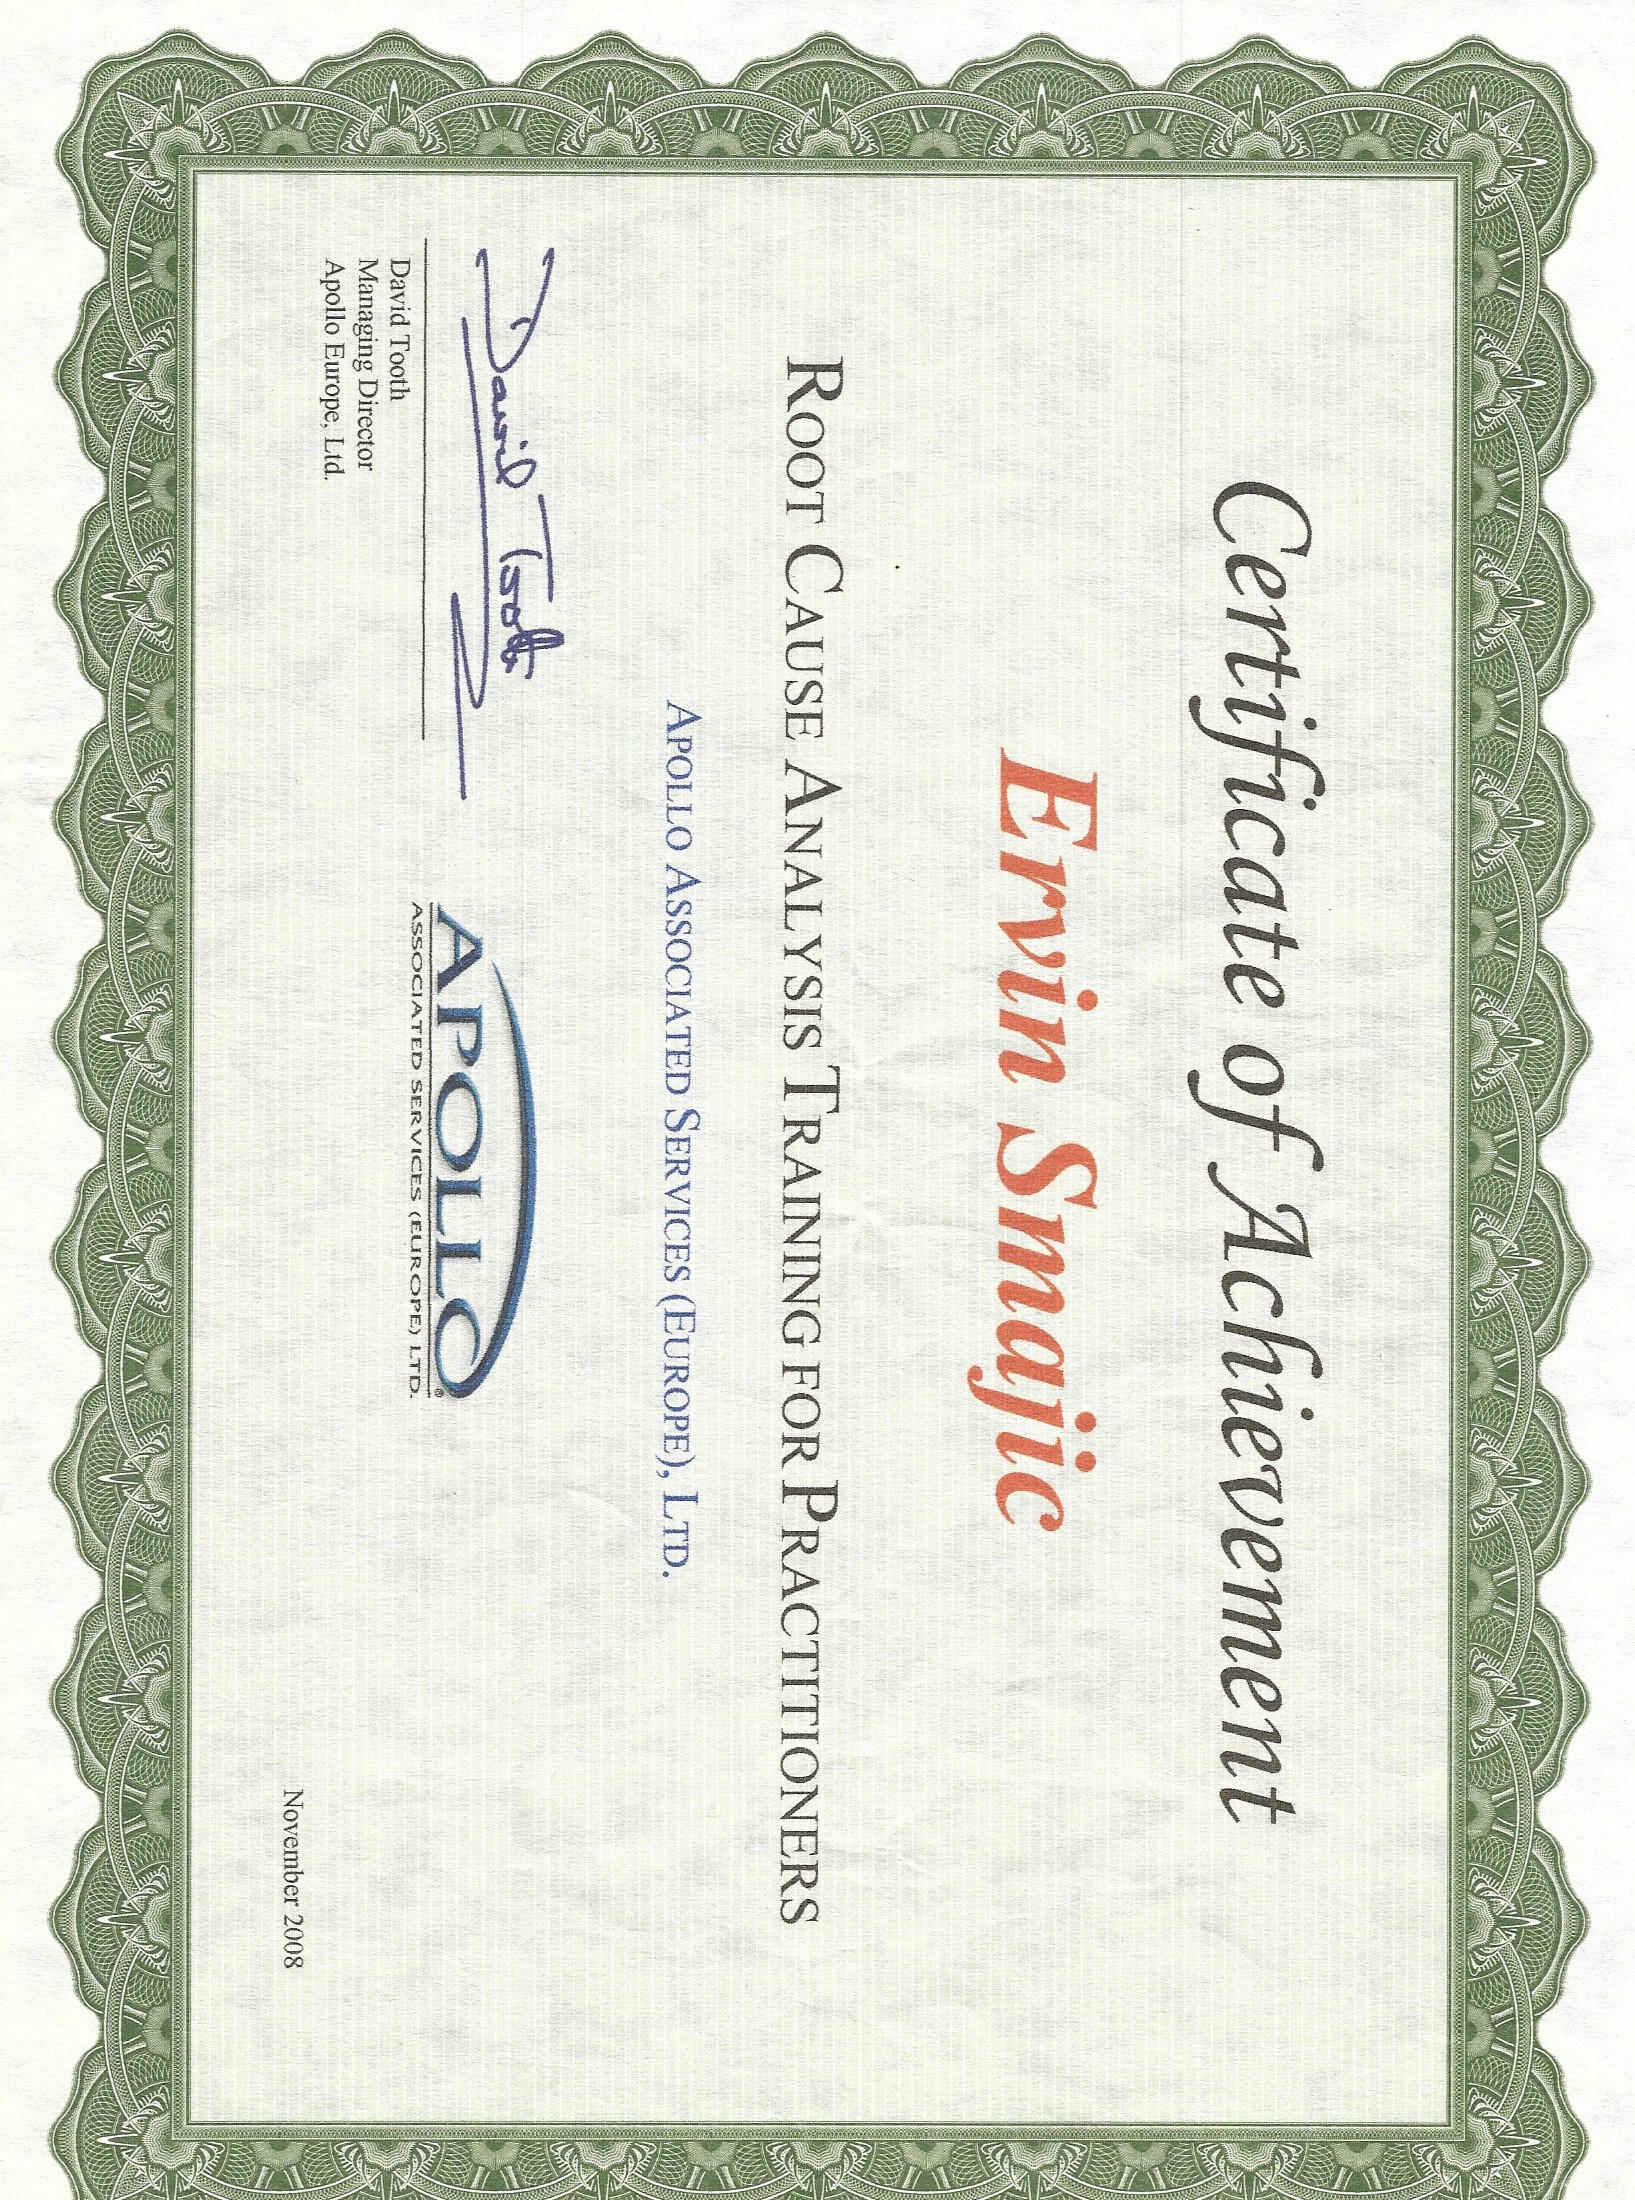 Certificate of Achievement
Ervin Smajic
ROOT CAUSE ANALYSIS TRAINING FOR PRACTITIONERS
APOLLO ASSOCIATED SERVICES (EUROPE), LTD.
David Tooth
David Tooth
Managing Director
Apollo Europe, Ltd.
APOLLO®
ASSOCIATED SERVICES (EUROPE) LTD.
November 2008